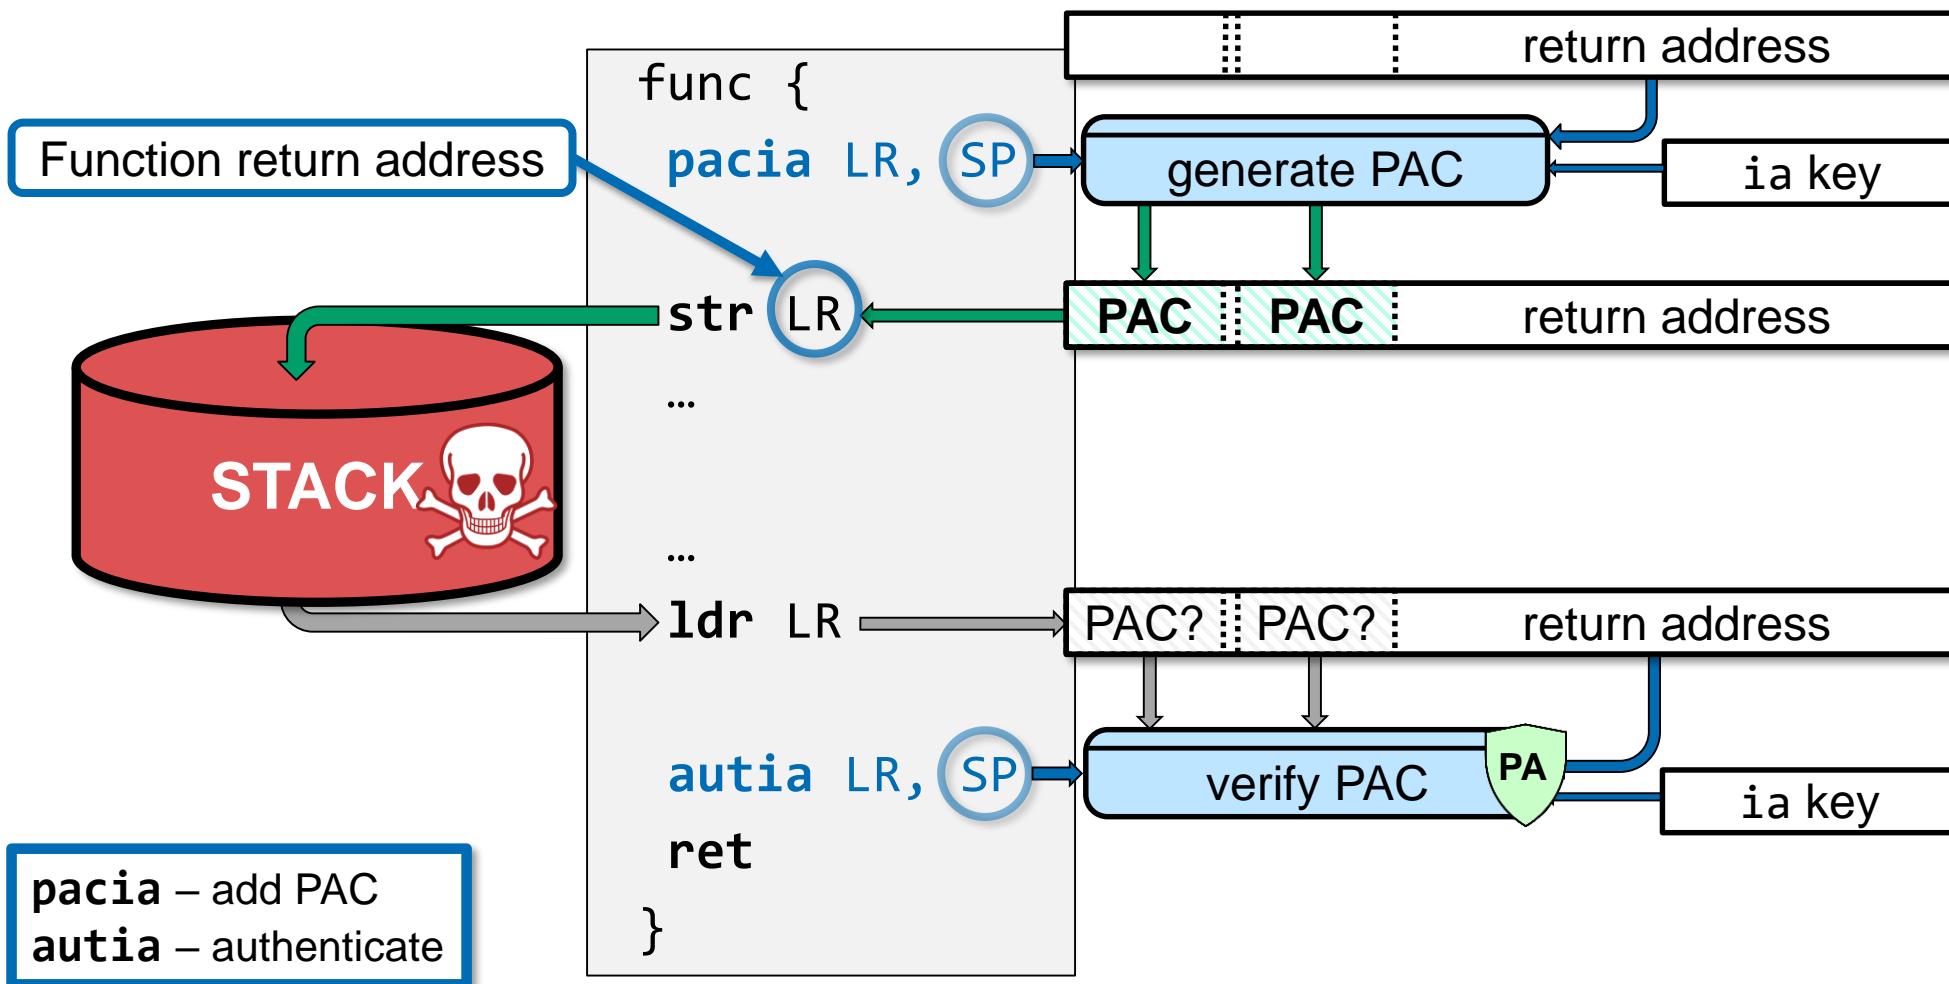 return address
func {
Function return address
pacia LR, SP
generate PAC
ia key
str LR
PAC PAC return address
…
STACK
…
ldr LR
PAC? PAC? return address
autia LR, SP
verify PAC
PA
ia key
ret
}
pacia – add PAC
autia – authenticate